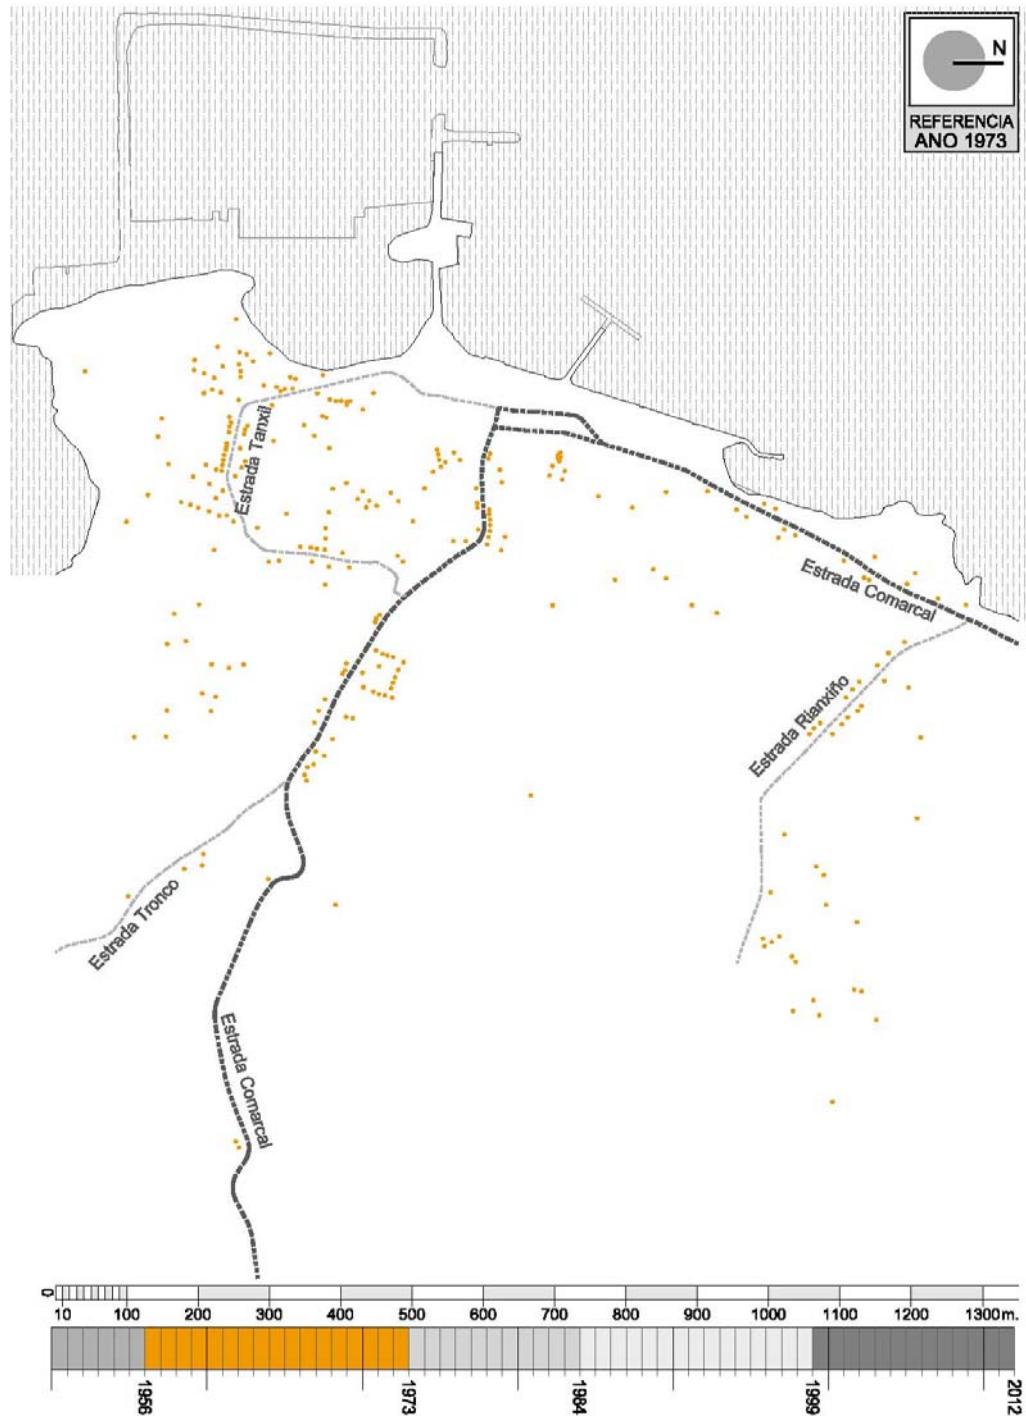 N
REFERENCIA
ANO 1973
Estrada Tanxil
Estrada Comarcal
Estrada Rianxiño
Estrada Tronco
Estrada Comarcal
0 10 100 200 300 400 500 600 700 800 900 1000 1100 1200 1300m.
1956 1973 1984 1999 2012